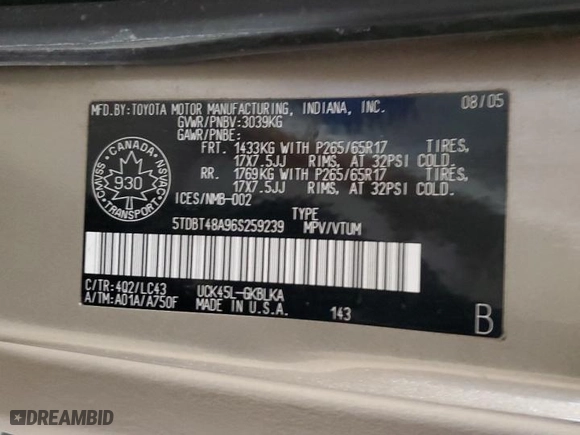 MFD.BY:TOYOTA MOTOR MANUFACTURING, INDIANA, INC. 08/05
GVWR/PNBV:3039KG
GAWR/PNBE:
FRT. 1433KG WITH P265/65R17 TIRES,
17X7.5JJ RIMS, AT 32PSI COLD.
RR. 1769KG WITH P265/65R17 TIRES,
17X7.5JJ RIMS, AT 32PSI COLD.
ICES/NMB-002
CANADA
CMVSS NSVAC
930
TRANSPORT
TYPE
5TDBT48A96S259239 MPV/VTUM
C/TR:4Q2/LC43 UCK45L-GKBLKA
A/TM:A01A/A750F MADE IN U.S.A. 143
B
DREAMBID